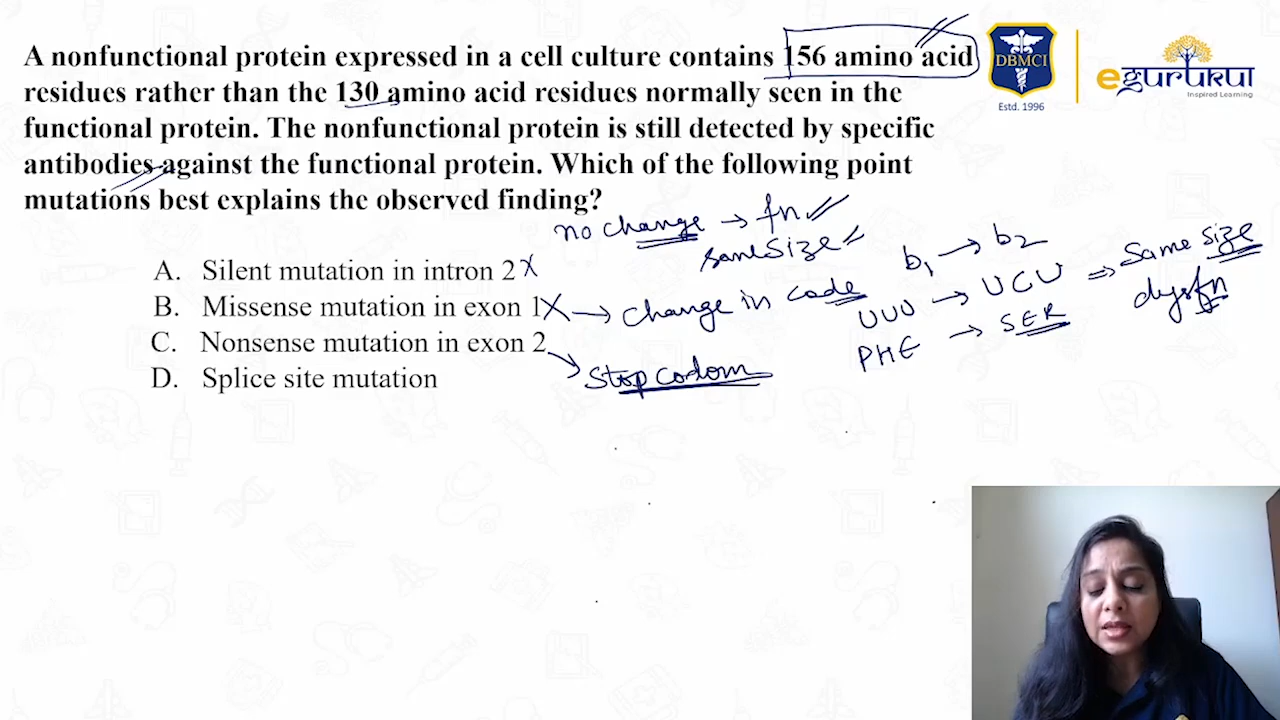 A nonfunctional protein expressed in a cell culture contains 156 amino acid
residues rather than the 130 amino acid residues normally seen in the
functional protein. The nonfunctional protein is still detected by specific
antibodies against the functional protein. Which of the following point
mutations best explains the observed finding?
DBMCI
Estd. 1996
egurukul
Inspired Learning
no change → fn ✓
same size ✓
A. Silent mutation in intron 2 X
B. Missense mutation in exon 1 X → change in code
C. Nonsense mutation in exon 2
→ Stop codon
D. Splice site mutation
b1 → b2
UUU → UCU ⇒ Same size
dysfn
PHE → SER